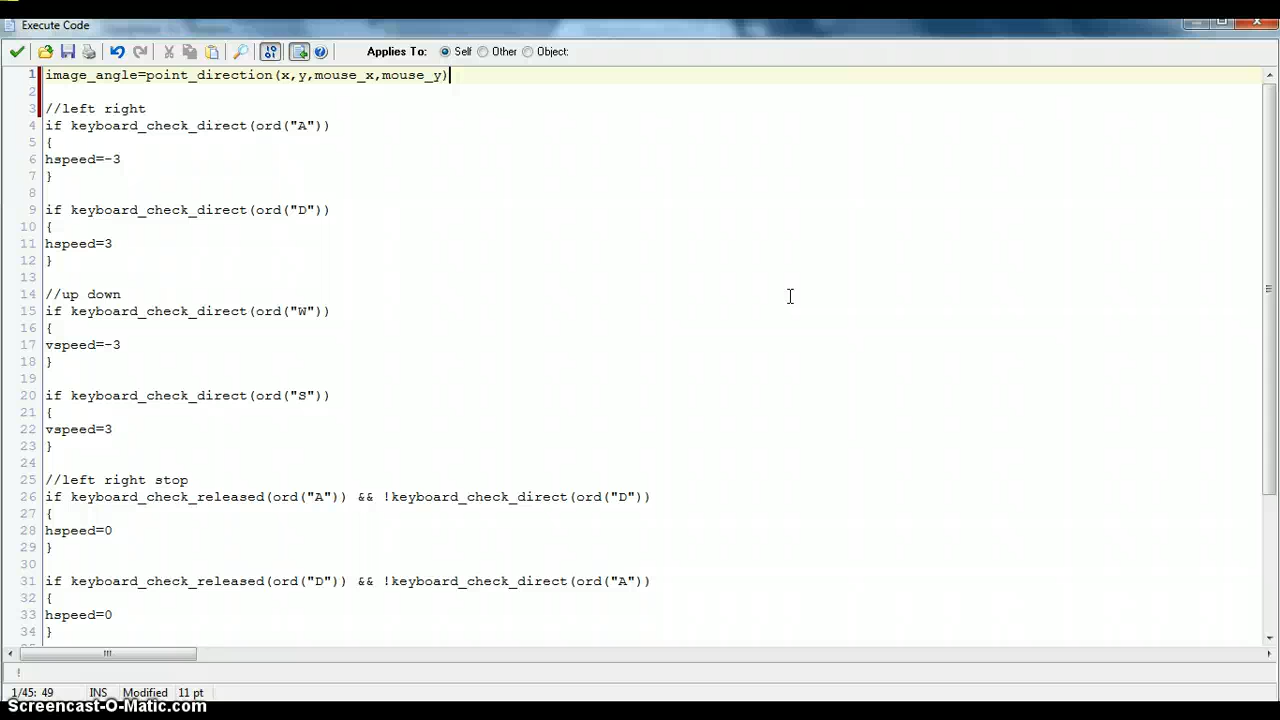 Execute Code
Applies To: Self Other Object:
1 image_angle=point_direction(x,y,mouse_x,mouse_y)
2
3 //left right
4 if keyboard_check_direct(ord("A"))
5 {
6 hspeed=-3
7 }
8
9 if keyboard_check_direct(ord("D"))
10 {
11 hspeed=3
12 }
13
14 //up down
15 if keyboard_check_direct(ord("W"))
16 {
17 vspeed=-3
18 }
19
20 if keyboard_check_direct(ord("S"))
21 {
22 vspeed=3
23 }
24
25 //left right stop
26 if keyboard_check_released(ord("A")) && !keyboard_check_direct(ord("D"))
27 {
28 hspeed=0
29 }
30
31 if keyboard_check_released(ord("D")) && !keyboard_check_direct(ord("A"))
32 {
33 hspeed=0
34 }
1/45: 49 INS Modified 11 pt
Screencast-O-Matic.com